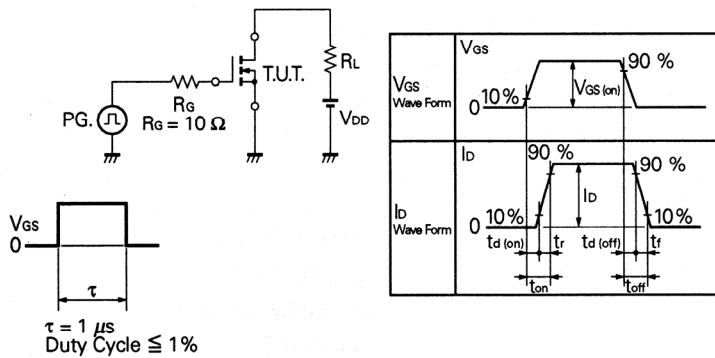 T.U.T.
RL
RG
RG = 10 Ω
PG.
VDD
VGS
0
τ
τ = 1 μs
Duty Cycle ≦ 1%
VGS
Wave Form
VGS
90 %
VGS (on)
10%
0
ID
Wave Form
ID
90 %
90 %
ID
10%
0
10%
td (on)
tr
td (off)
tf
ton
toff